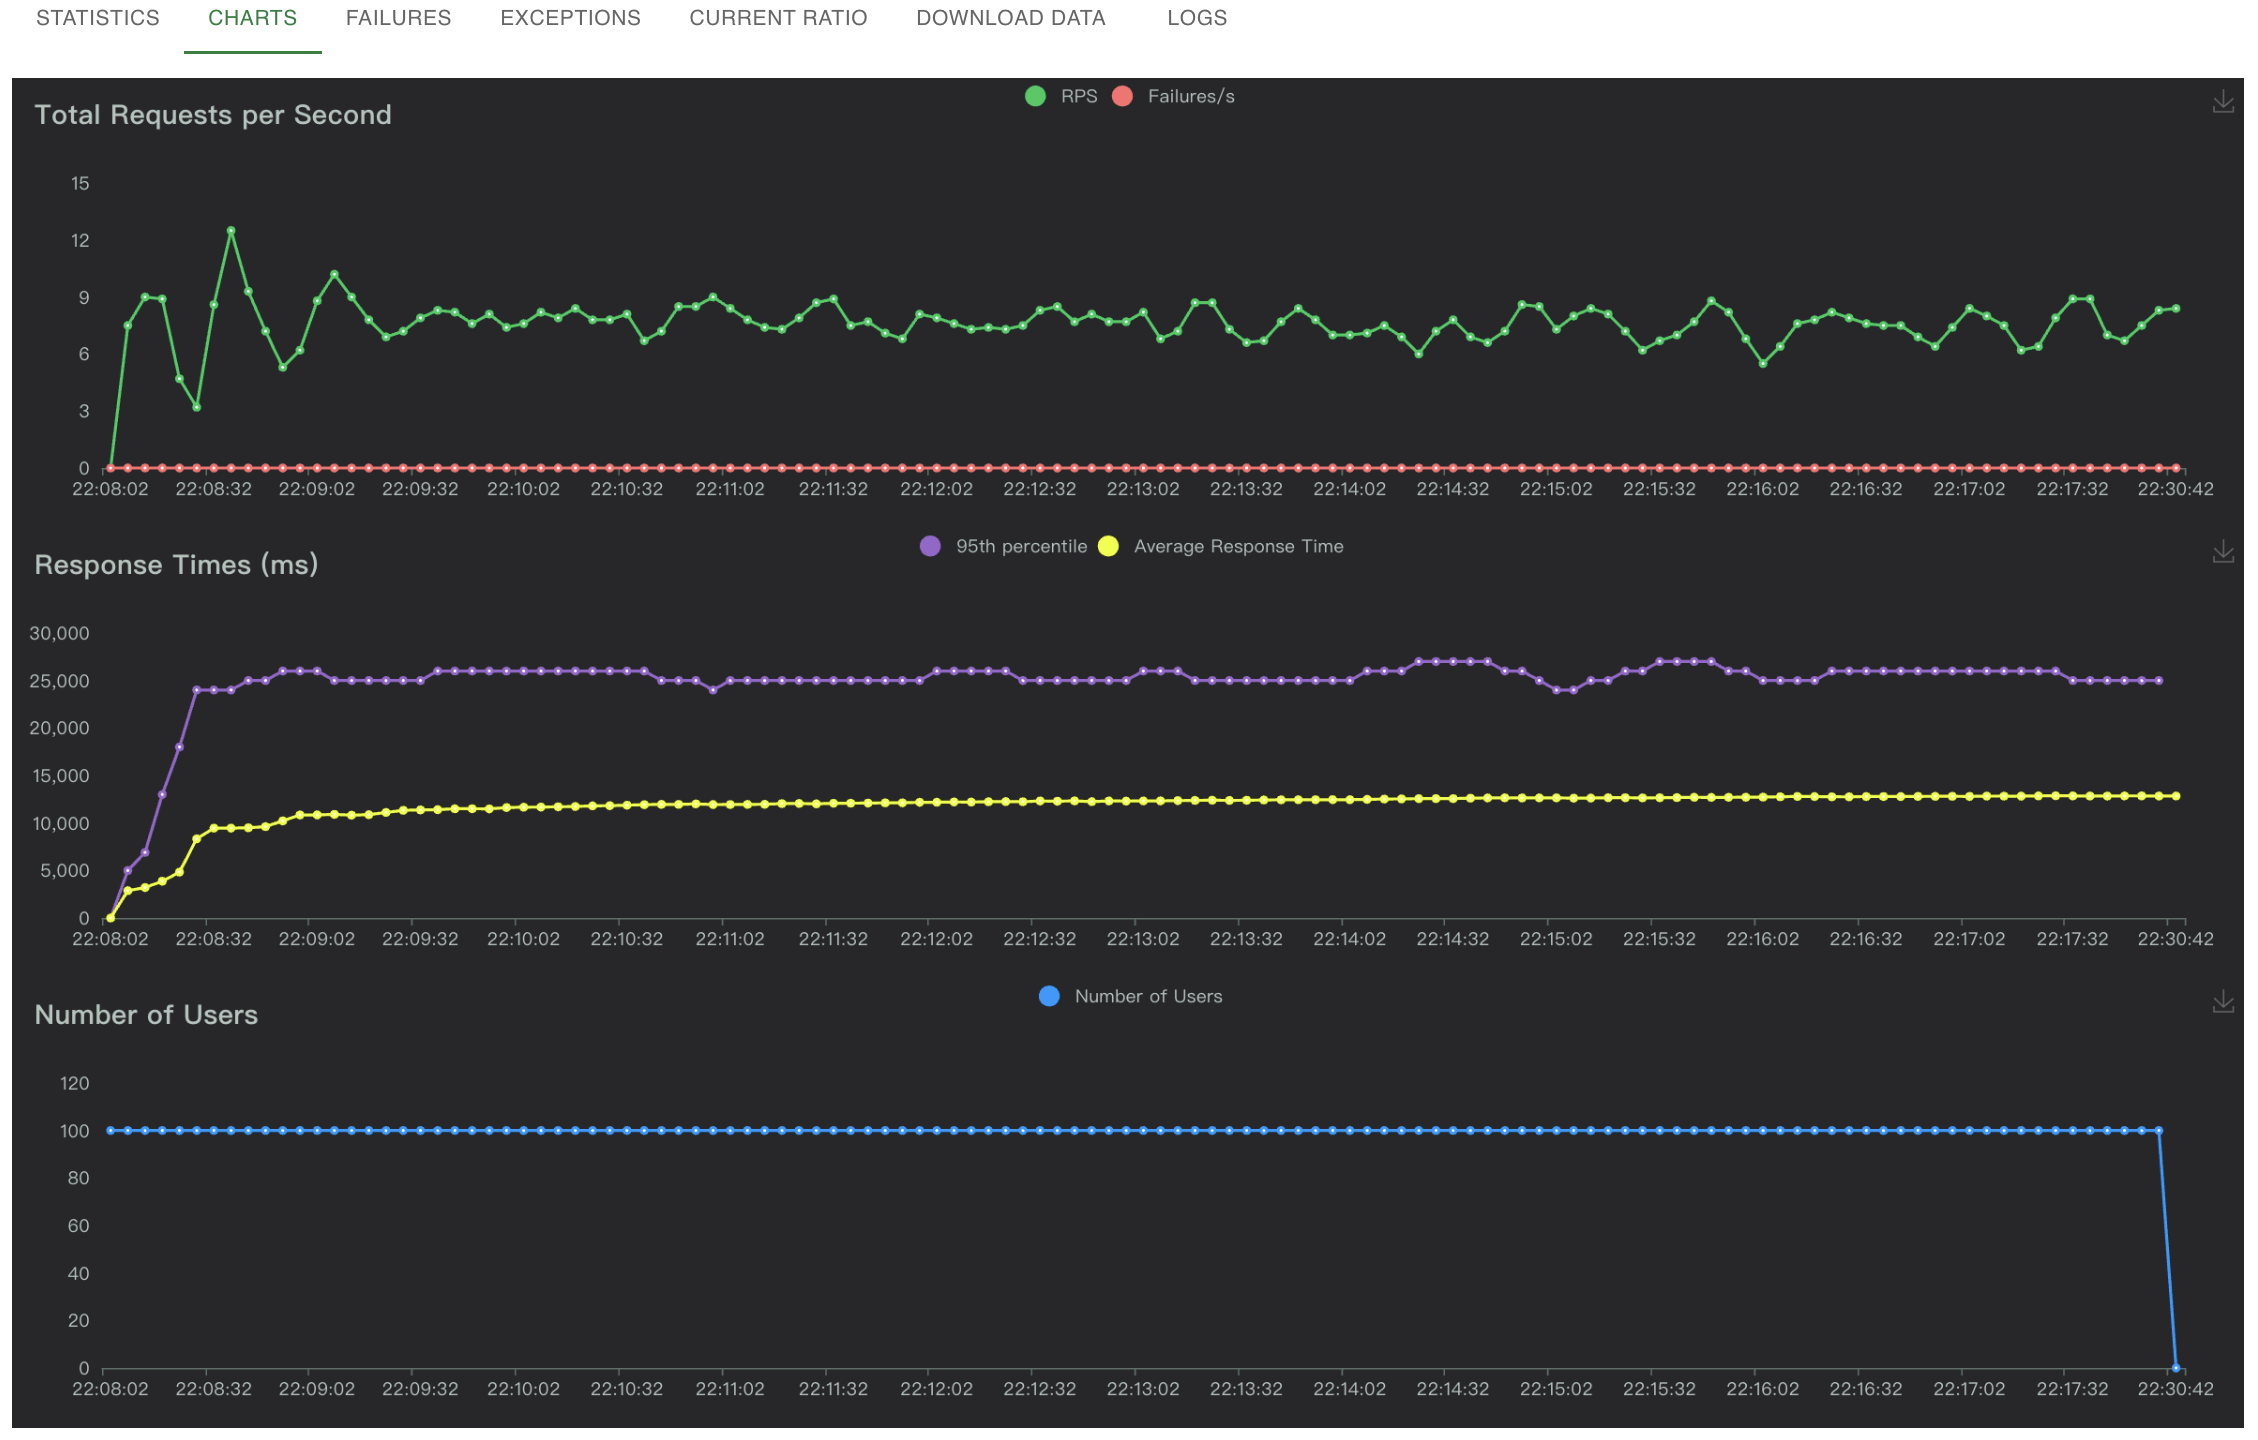 STATISTICS CHARTS FAILURES EXCEPTIONS CURRENT RATIO DOWNLOAD DATA LOGS
Total Requests per Second
RPS Failures/s
15
12
9
6
3
0
22:08:02 22:08:32 22:09:02 22:09:32 22:10:02 22:10:32 22:11:02 22:11:32 22:12:02 22:12:32 22:13:02 22:13:32 22:14:02 22:14:32 22:15:02 22:15:32 22:16:02 22:16:32 22:17:02 22:17:32 22:30:42
Response Times (ms)
95th percentile Average Response Time
30,000
25,000
20,000
15,000
10,000
5,000
0
22:08:02 22:08:32 22:09:02 22:09:32 22:10:02 22:10:32 22:11:02 22:11:32 22:12:02 22:12:32 22:13:02 22:13:32 22:14:02 22:14:32 22:15:02 22:15:32 22:16:02 22:16:32 22:17:02 22:17:32 22:30:42
Number of Users
Number of Users
120
100
80
60
40
20
0
22:08:02 22:08:32 22:09:02 22:09:32 22:10:02 22:10:32 22:11:02 22:11:32 22:12:02 22:12:32 22:13:02 22:13:32 22:14:02 22:14:32 22:15:02 22:15:32 22:16:02 22:16:32 22:17:02 22:17:32 22:30:42